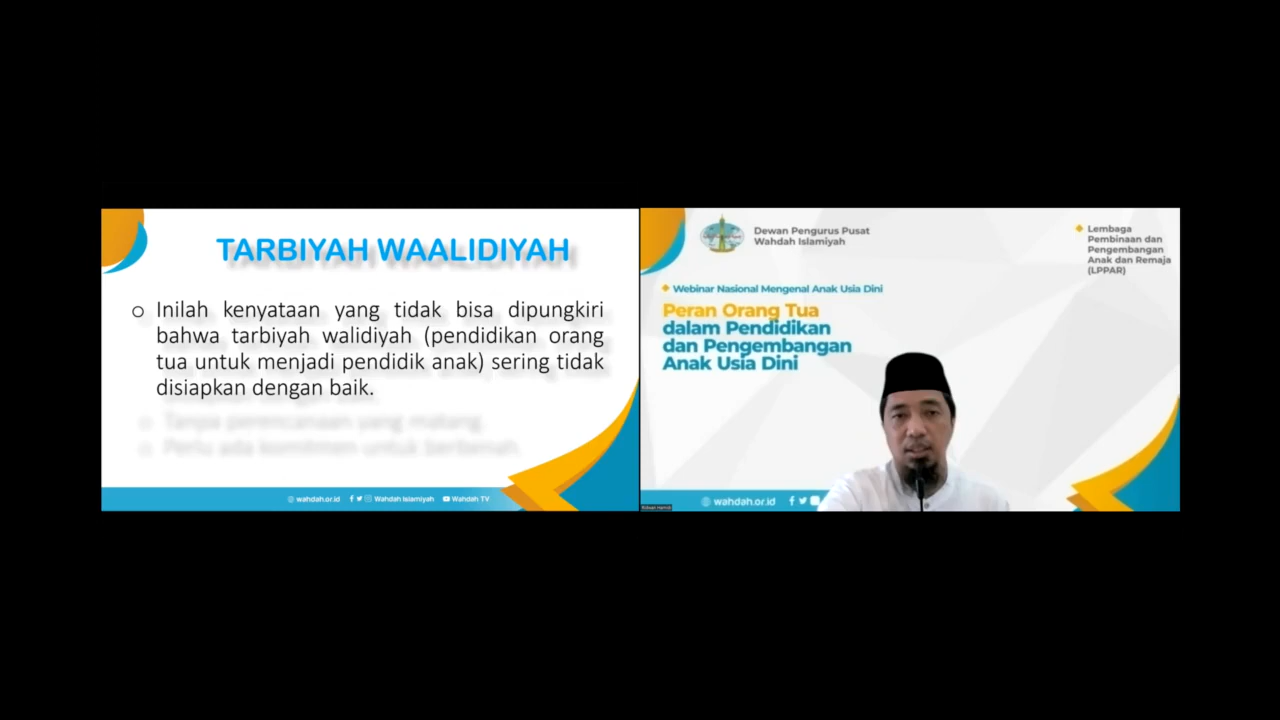 TARBIYAH WAALIDIYAH
o Inilah kenyataan yang tidak bisa dipungkiri
bahwa tarbiyah walidiyah (pendidikan orang
tua untuk menjadi pendidik anak) sering tidak
disiapkan dengan baik.
o Tanpa perencanaan yang matang.
o Perlu ada komitmen untuk berbenah.
wahdah.or.id Wahdah Islamiyah Wahdah TV
Dewan Pengurus Pusat
Wahdah Islamiyah
Lembaga
Pembinaan dan
Pengembangan
Anak dan Remaja
(LPPAR)
Webinar Nasional Mengenal Anak Usia Dini
Peran Orang Tua
dalam Pendidikan
dan Pengembangan
Anak Usia Dini
wahdah.or.id